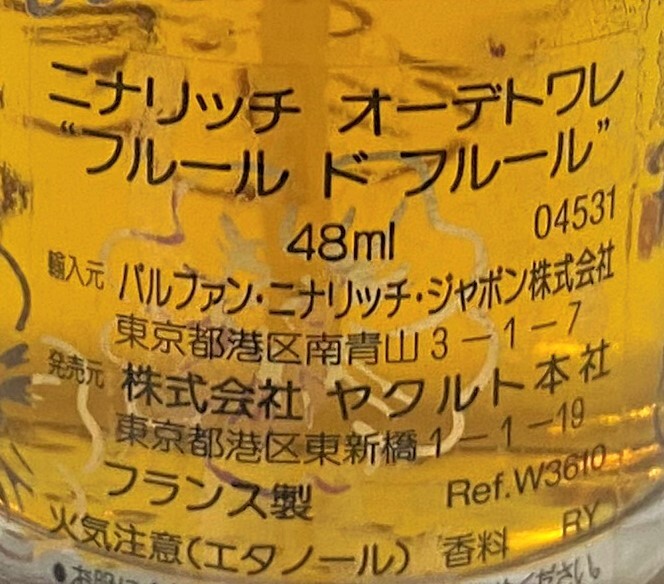 ニナリッチ オーデトワレ
“フルール ド フルール”
48ml 04531
輸入元 パルファン・ニナリッチ・ジャポン株式会社
東京都港区南青山3－1－7
発売元 株式会社 ヤクルト本社
東京都港区東新橋1－1－19
フランス製 Ref.W3610
火気注意(エタノール) 香料 RY